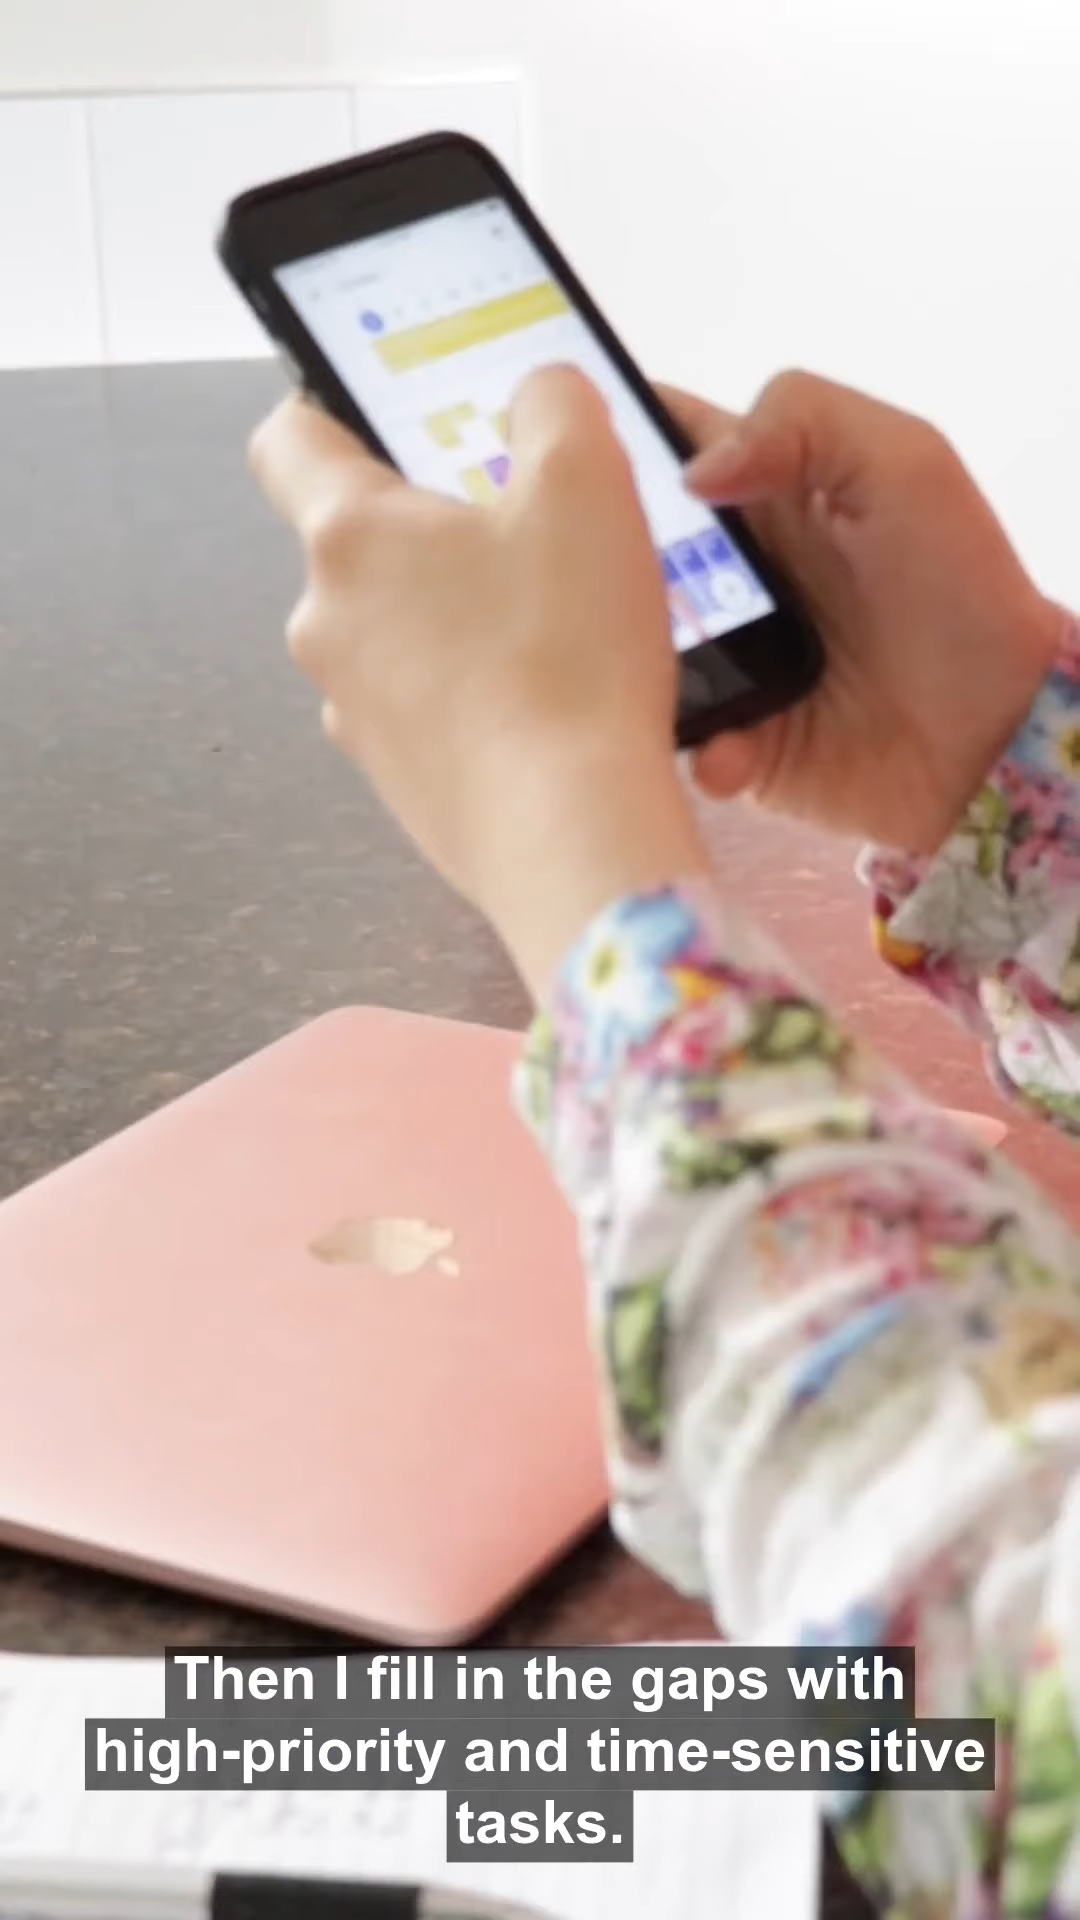 Then I fill in the gaps with
high-priority and time-sensitive
tasks.